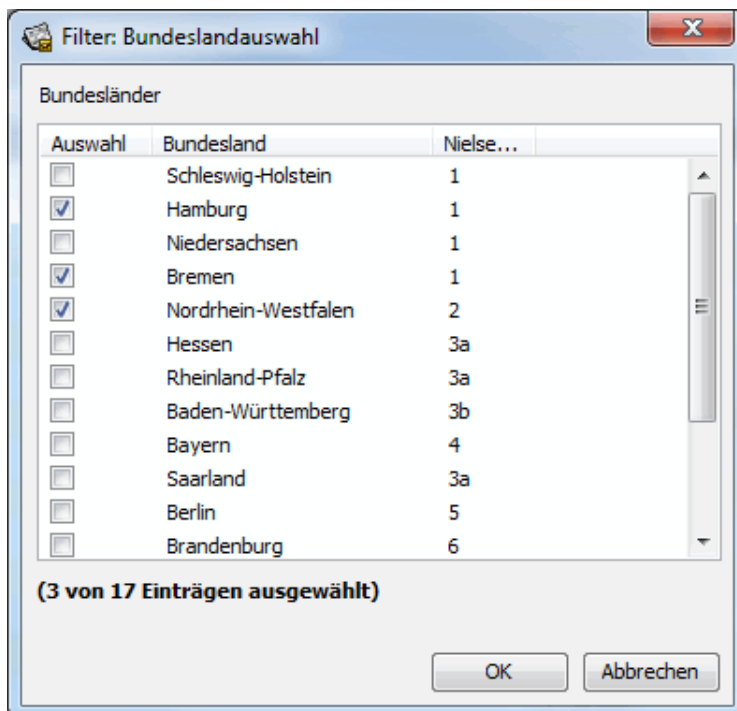 Filter: Bundeslandauswahl
Bundesländer
Auswahl Bundesland Nielse...
Schleswig-Holstein 1
Hamburg 1
Niedersachsen 1
Bremen 1
Nordrhein-Westfalen 2
Hessen 3a
Rheinland-Pfalz 3a
Baden-Württemberg 3b
Bayern 4
Saarland 3a
Berlin 5
Brandenburg 6
(3 von 17 Einträgen ausgewählt)
OK Abbrechen